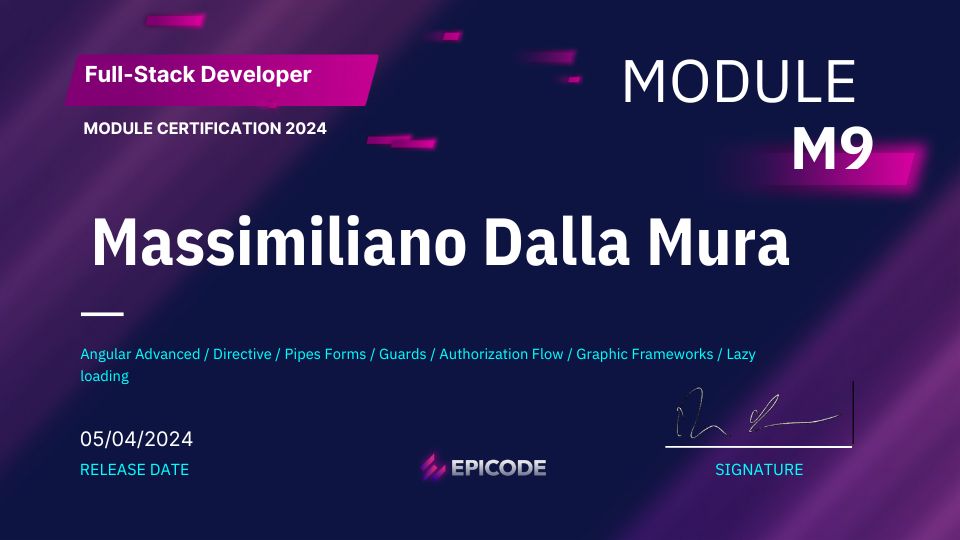 Full-Stack Developer
MODULE CERTIFICATION 2024
MODULE
M9
Massimiliano Dalla Mura
Angular Advanced / Directive / Pipes Forms / Guards / Authorization Flow / Graphic Frameworks / Lazy
loading
05/04/2024
RELEASE DATE
EPICODE
SIGNATURE